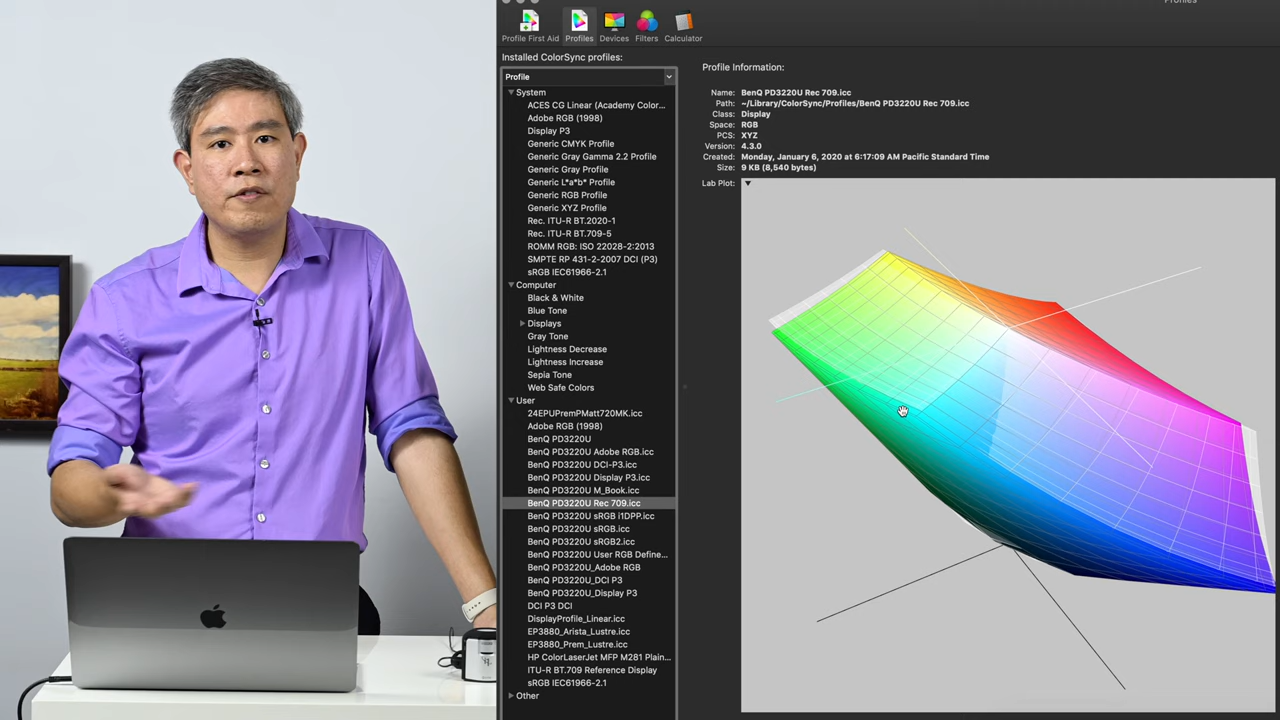 Profiles
Profile First Aid
Profiles
Devices
Filters
Calculator
Installed ColorSync profiles:
Profile
System
ACES CG Linear (Academy Color...
Adobe RGB (1998)
Display P3
Generic CMYK Profile
Generic Gray Gamma 2.2 Profile
Generic Gray Profile
Generic L*a*b* Profile
Generic RGB Profile
Generic XYZ Profile
Rec. ITU-R BT.2020-1
Rec. ITU-R BT.709-5
ROMM RGB: ISO 22028-2:2013
SMPTE RP 431-2-2007 DCI (P3)
sRGB IEC61966-2.1
Computer
Black & White
Blue Tone
Displays
Gray Tone
Lightness Decrease
Lightness Increase
Sepia Tone
Web Safe Colors
User
24EPUPremPMatt720MK.icc
Adobe RGB (1998)
BenQ PD3220U
BenQ PD3220U Adobe RGB.icc
BenQ PD3220U DCI-P3.icc
BenQ PD3220U Display P3.icc
BenQ PD3220U M_Book.icc
BenQ PD3220U Rec 709.icc
BenQ PD3220U sRGB i1DPP.icc
BenQ PD3220U sRGB.icc
BenQ PD3220U sRGB2.icc
BenQ PD3220U User RGB Define...
BenQ PD3220U_Adobe RGB
BenQ PD3220U_DCI P3
BenQ PD3220U_Display P3
DCI P3 DCI
DisplayProfile_Linear.icc
EP3880_Arista_Lustre.icc
EP3880_Prem_Lustre.icc
HP ColorLaserJet MFP M281 Plain...
ITU-R BT.709 Reference Display
sRGB IEC61966-2.1
Other
Profile Information:
Name: BenQ PD3220U Rec 709.icc
Path: ~/Library/ColorSync/Profiles/BenQ PD3220U Rec 709.icc
Class: Display
Space: RGB
PCS: XYZ
Version: 4.3.0
Created: Monday, January 6, 2020 at 6:17:09 AM Pacific Standard Time
Size: 9 KB (8,540 bytes)
Lab Plot: